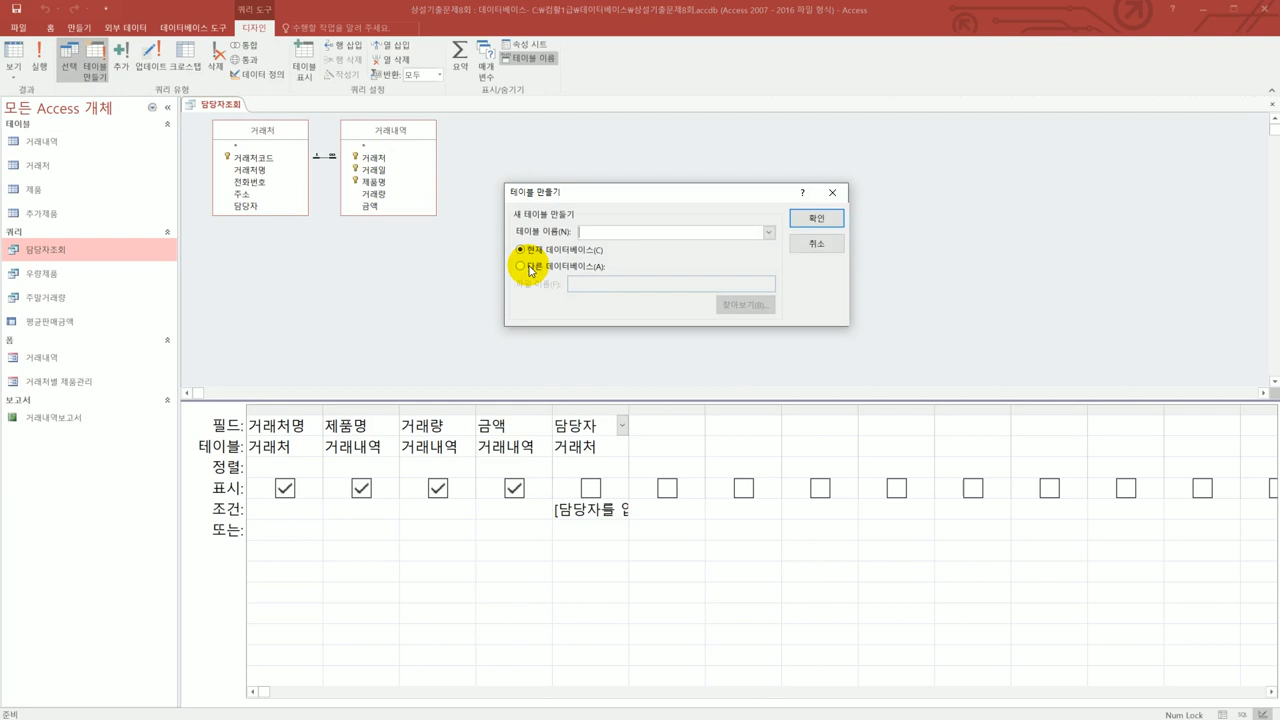 쿼리 도구
상설기출문제8회 : 데이터베이스- C:₩컴활1급₩데이터베이스₩상설기출문제8회.accdb (Access 2007 - 2016 파일 형식) - Access
파일 홈 만들기 외부 데이터 데이터베이스 도구 디자인 수행할 작업을 알려 주세요.
보기 실행 선택 테이블 만들기 추가 업데이트 크로스탭 삭제
통합
통과
데이터 정의
테이블 표시
행 삽입
행 삭제
작성기
열 삽입
열 삭제
반환: 모두
요약
매개 변수
속성 시트
테이블 이름
결과 쿼리 유형 쿼리 설정 표시/숨기기
모든 Access 개체
테이블
거래내역
거래처
제품
추가제품
쿼리
담당자조회
우량제품
주말거래량
평균판매금액
폼
거래내역
거래처별 제품관리
보고서
거래내역보고서
담당자조회
거래처
*
거래처코드
거래처명
전화번호
주소
담당자
1 ∞
거래내역
*
거래처
거래일
제품명
거래량
금액
테이블 만들기 ?
새 테이블 만들기
테이블 이름(N):
현재 데이터베이스(C)
다른 데이터베이스(A):
파일 이름(F):
찾아보기(B)...
확인
취소
필드: 거래처명 제품명 거래량 금액 담당자
테이블: 거래처 거래내역 거래내역 거래내역 거래처
정렬:
표시:
조건: [담당자를
또는:
준비 Num Lock SQL